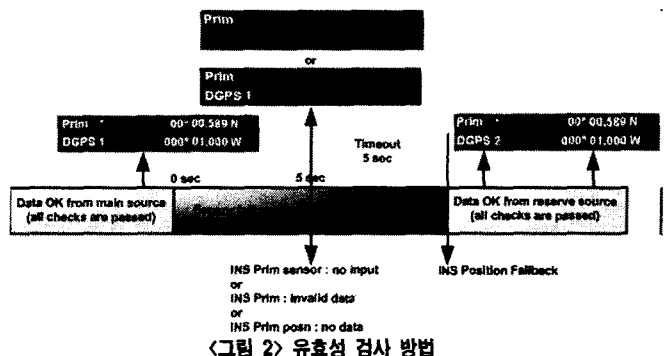 Prim
or
Prim
DGPS 1
Prim * 00° 00.589 N
DGPS 1 000° 01.000 W
Timeout
5 sec
Prim * 00° 00.589 N
DGPS 2 000° 01.000 W
0 sec
5 sec
Data OK from main source
(all checks are passed)
Data OK from reserve source
(all checks are passed)
INS Prim sensor : no input
or
INS Prim : invalid data
or
INS Prim posn : no data
INS Position Fallback
<그림 2> 유효성 검사 방법